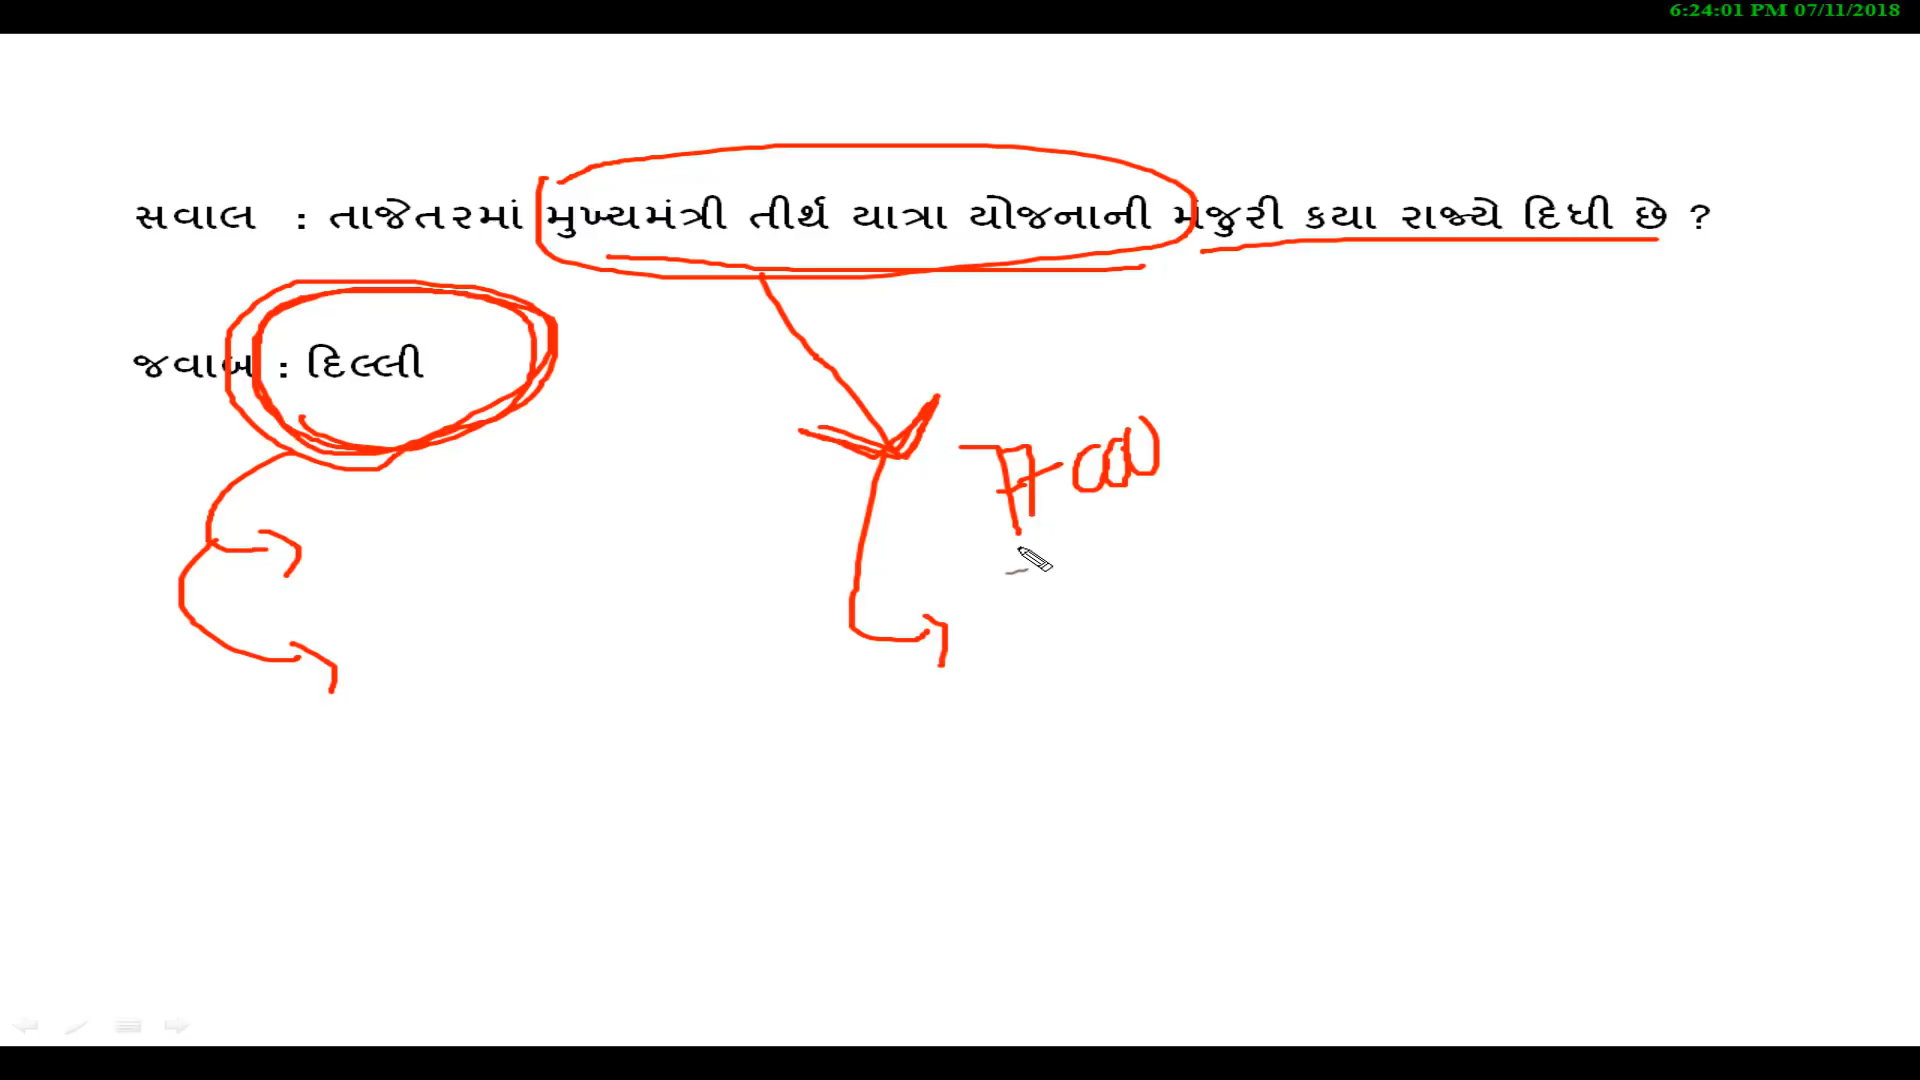 6:24:01 PM 07/11/2018
સવાલ : તાજેતરમાં મુખ્યમંત્રી તીર્થ યાત્રા યોજનાની મંજુરી કયા રાજ્યે દિધી છે ?
જવાબ : દિલ્લી